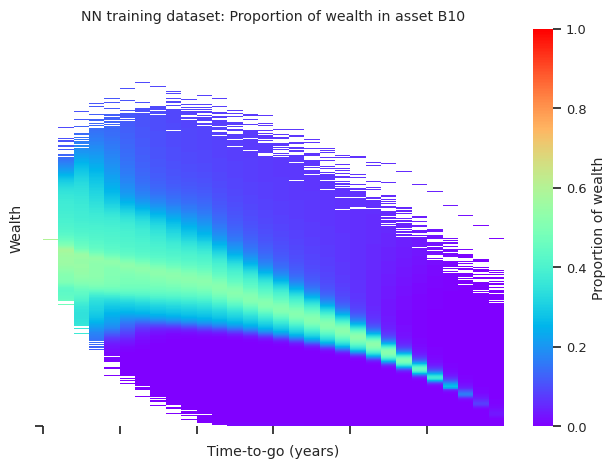 NN training dataset: Proportion of wealth in asset B10
Wealth
Time-to-go (years)
1.0
0.8
0.6
0.4
0.2
0.0
Proportion of wealth